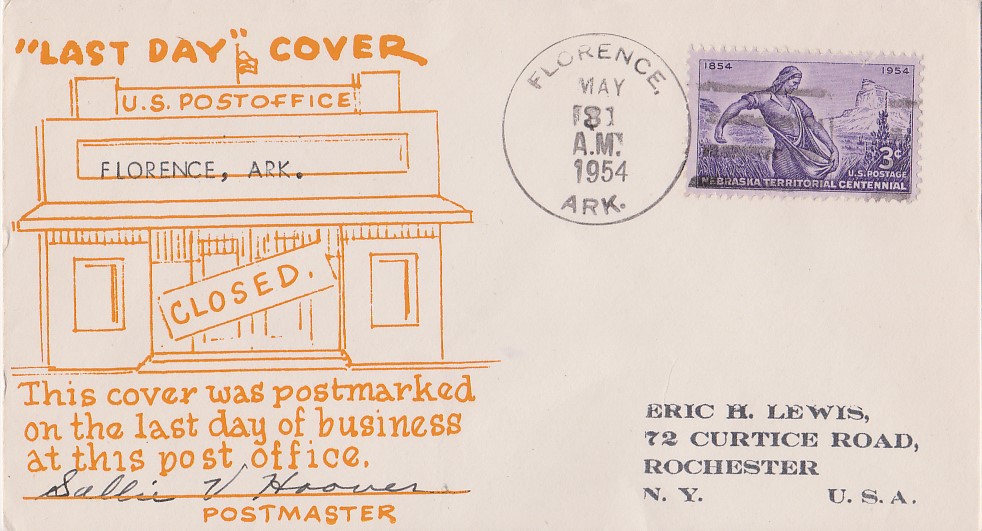 "LAST DAY" COVER
U.S. POSTOFFICE
FLORENCE, ARK.
CLOSED.
This cover was postmarked
on the last day of business
at this post office.
Sallie V Hoover
POSTMASTER
FLORENCE,
MAY
A.M.
1954
ARK.
1854 1954
3¢
U.S. POSTAGE
NEBRASKA TERRITORIAL CENTENNIAL
ERIC H. LEWIS,
72 CURTICE ROAD,
ROCHESTER
N. Y. U. S. A.